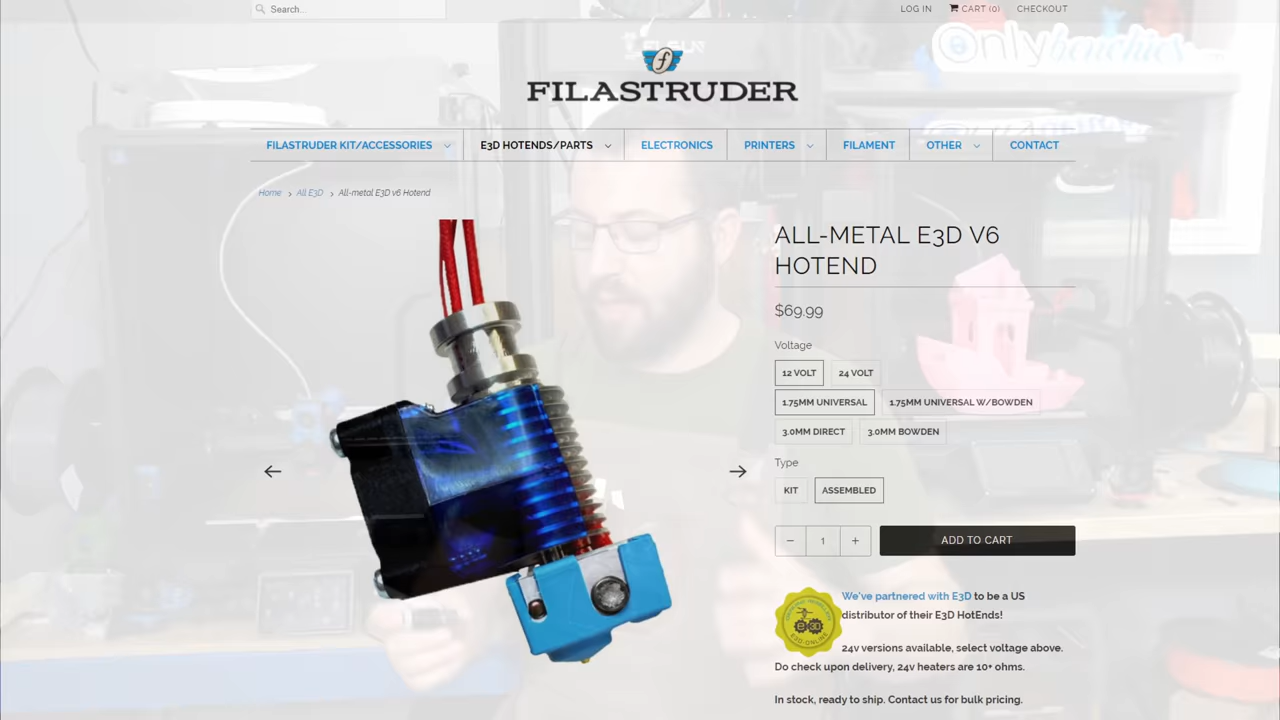 Search...
LOG IN
CART (0)
CHECKOUT
Onlybenchies
f
FILASTRUDER
FILASTRUDER KIT/ACCESSORIES
E3D HOTENDS/PARTS
ELECTRONICS
PRINTERS
FILAMENT
OTHER
CONTACT
Home > All E3D > All-metal E3D v6 Hotend
ALL-METAL E3D V6
HOTEND
$69.99
Voltage
12 VOLT
24 VOLT
1.75MM UNIVERSAL
1.75MM UNIVERSAL W/BOWDEN
3.0MM DIRECT
3.0MM BOWDEN
Type
KIT
ASSEMBLED
− 1 +
ADD TO CART
We've partnered with E3D to be a US
distributor of their E3D HotEnds!
24v versions available, select voltage above.
Do check upon delivery, 24v heaters are 10+ ohms.
In stock, ready to ship. Contact us for bulk pricing.